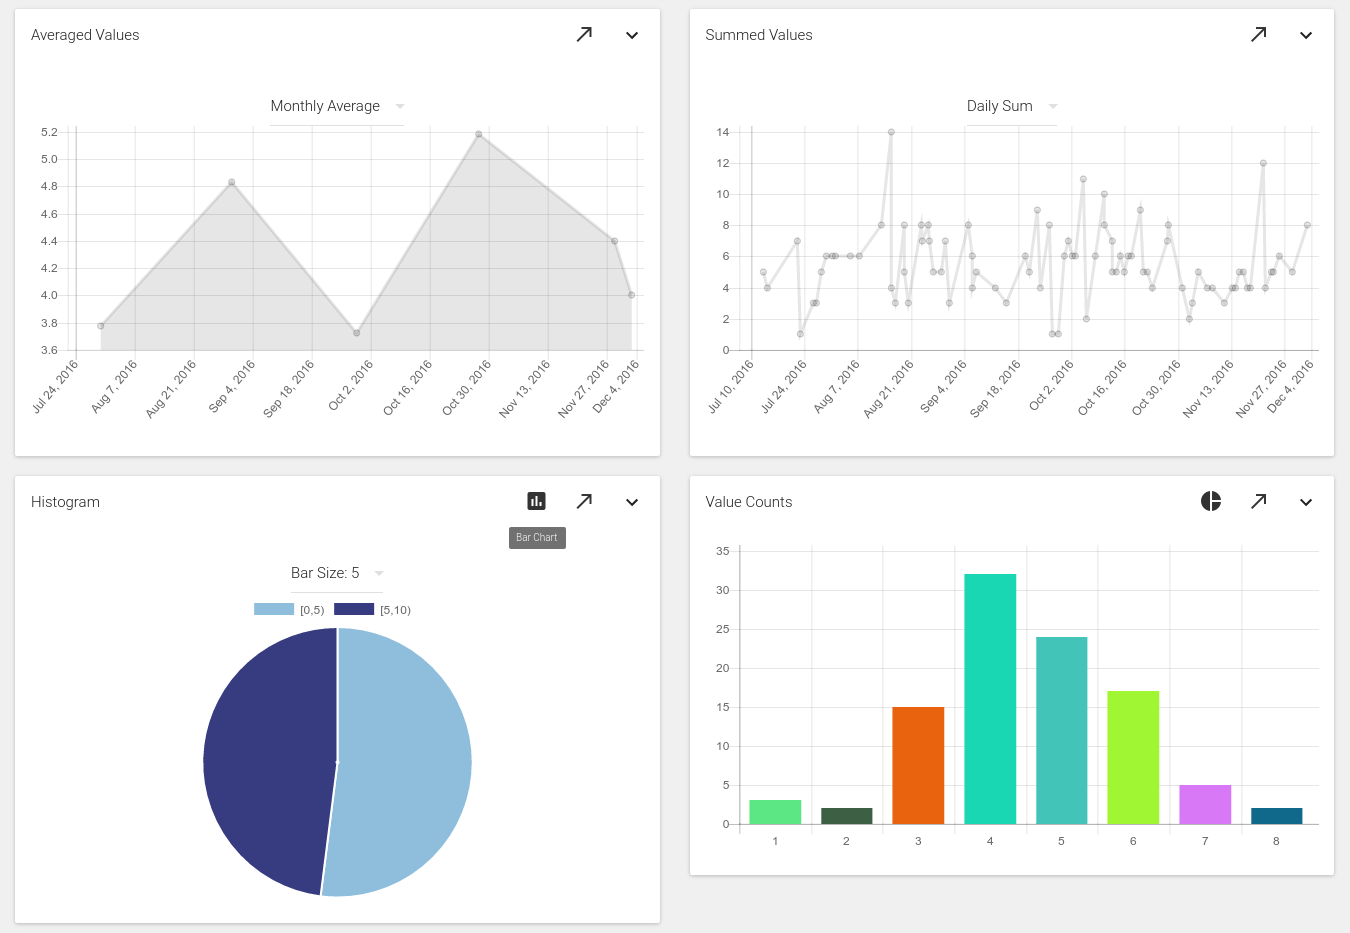 Averaged Values
Monthly Average
5.2
5.0
4.8
4.6
4.4
4.2
4.0
3.8
3.6
Jul 24, 2016
Aug 7, 2016
Aug 21, 2016
Sep 4, 2016
Sep 18, 2016
Oct 2, 2016
Oct 16, 2016
Oct 30, 2016
Nov 13, 2016
Nov 27, 2016
Dec 4, 2016
Summed Values
Daily Sum
14
12
10
8
6
4
2
0
Jul 10, 2016
Jul 24, 2016
Aug 7, 2016
Aug 21, 2016
Sep 4, 2016
Sep 18, 2016
Oct 2, 2016
Oct 16, 2016
Oct 30, 2016
Nov 13, 2016
Nov 27, 2016
Dec 4, 2016
Histogram
Bar Chart
Bar Size: 5
[0,5) [5,10)
Value Counts
35
30
25
20
15
10
5
0
1 2 3 4 5 6 7 8